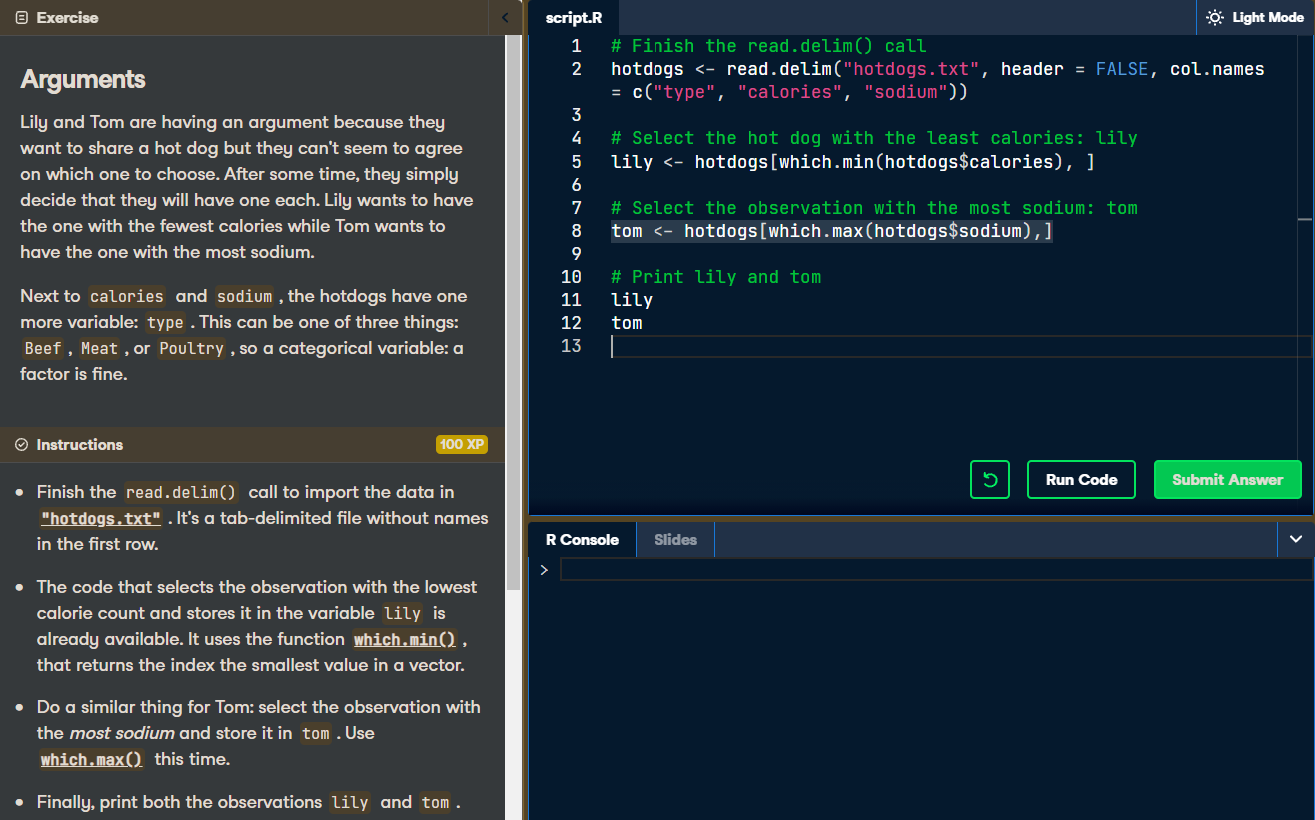 Exercise
Arguments
Lily and Tom are having an argument because they
want to share a hot dog but they can't seem to agree
on which one to choose. After some time, they simply
decide that they will have one each. Lily wants to have
the one with the fewest calories while Tom wants to
have the one with the most sodium.
Next to calories and sodium , the hotdogs have one
more variable: type . This can be one of three things:
Beef , Meat , or Poultry , so a categorical variable: a
factor is fine.
Instructions
100 XP
• Finish the read.delim() call to import the data in
"hotdogs.txt" . It's a tab-delimited file without names
in the first row.
• The code that selects the observation with the lowest
calorie count and stores it in the variable lily is
already available. It uses the function which.min() ,
that returns the index the smallest value in a vector.
• Do a similar thing for Tom: select the observation with
the most sodium and store it in tom . Use
which.max() this time.
• Finally, print both the observations lily and tom .
script.R
Light Mode
1 # Finish the read.delim() call
2 hotdogs <- read.delim("hotdogs.txt", header = FALSE, col.names
= c("type", "calories", "sodium"))
3
4 # Select the hot dog with the least calories: lily
5 lily <- hotdogs[which.min(hotdogs$calories), ]
6
7 # Select the observation with the most sodium: tom
8 tom <- hotdogs[which.max(hotdogs$sodium),]
9
10 # Print lily and tom
11 lily
12 tom
13
Run Code
Submit Answer
R Console
Slides
>